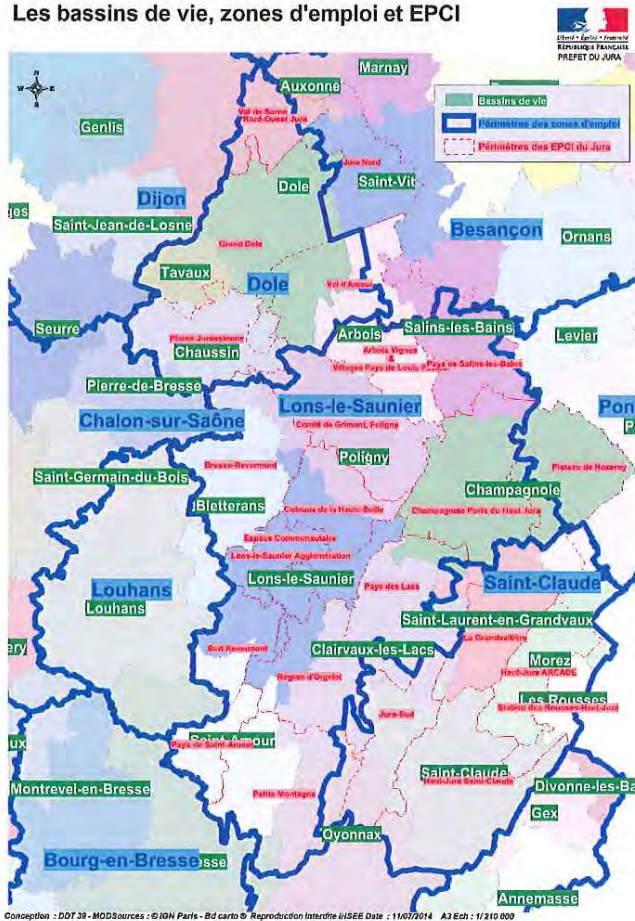 Les bassins de vie, zones d'emploi et EPCI
Liberté • Égalité • Fraternité
RÉPUBLIQUE FRANÇAISE
PREFET DU JURA
N
W E
S
Marnay
Auxonne
Bassins de vie
Périmètres des zones d'emploi
Périmètres des EPCI du Jura
Genlis
Nord-Ouest Jura
Jura Nord
Dole
Saint-Vit
Dijon
ges
Saint-Jean-de-Losne
Besançon
Ornans
Grand Dole
Tavaux
Dole
Val d'Amour
Seurre
Plaine Jurassienne
Chaussin
Arbois
Salins-les-Bains
Levier
Arbois Vignes
&
Villages Pays de Louis
Pays de Salins-les-Bains
Pierre-de-Bresse
Chalon-sur-Saône
Lons-le-Saunier
Pon
P
Comté de Grimont, Poligny
Poligny
Bresse-Revermont
Plateau de Nozeroy
Saint-Germain-du-Bois
Champagnole
Bletterans
Coteaux de la Haute-Seille
Champagnole Porte du Haut Jura
Espace Communautaire
Lons-le-Saunier Agglomération
Lons-le-Saunier
Louhans
Louhans
Pays des Lacs
Saint-Claude
Saint-Laurent-en-Grandvaux
La Grandvallière
Sud Revermont
Clairvaux-les-Lacs
Morez
ery
Haut-Jura ARCADE
Région d'Orgelet
Les Rousses
Station des Rousses-Haut-Jura
Jura-Sud
Saint-Amour
Pays de Saint-Amour
ux
Saint-Claude
Haut-Jura Saint-Claude
Montrevel-en-Bresse
Petite Montagne
Divonne-les-Ba
Gex
Oyonnax
Bourg-en-Bresse
esse
Annemasse
Conception : DDT 39 - MDDSources : © IGN Paris - Bd carto ® Reproduction Interdite INSEE Date : 11/07/2014 A3 Ech : 1/210 000